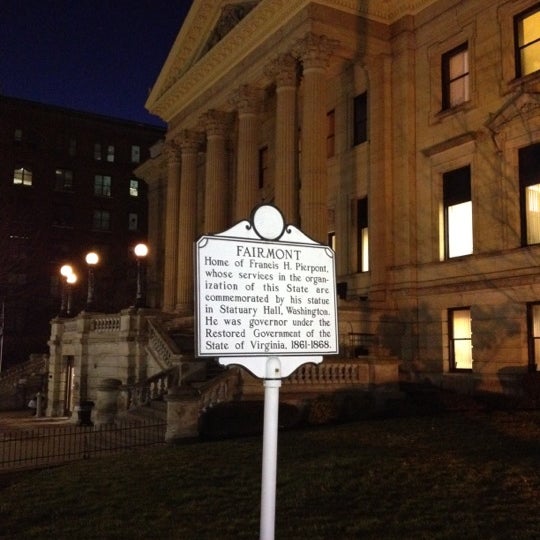 FAIRMONT
Home of Francis H. Pierpont,
whose services in the organ-
ization of this State are
commemorated by his statue
in Statuary Hall, Washington.
He was governor under the
Restored Government of the
State of Virginia, 1861-1868.